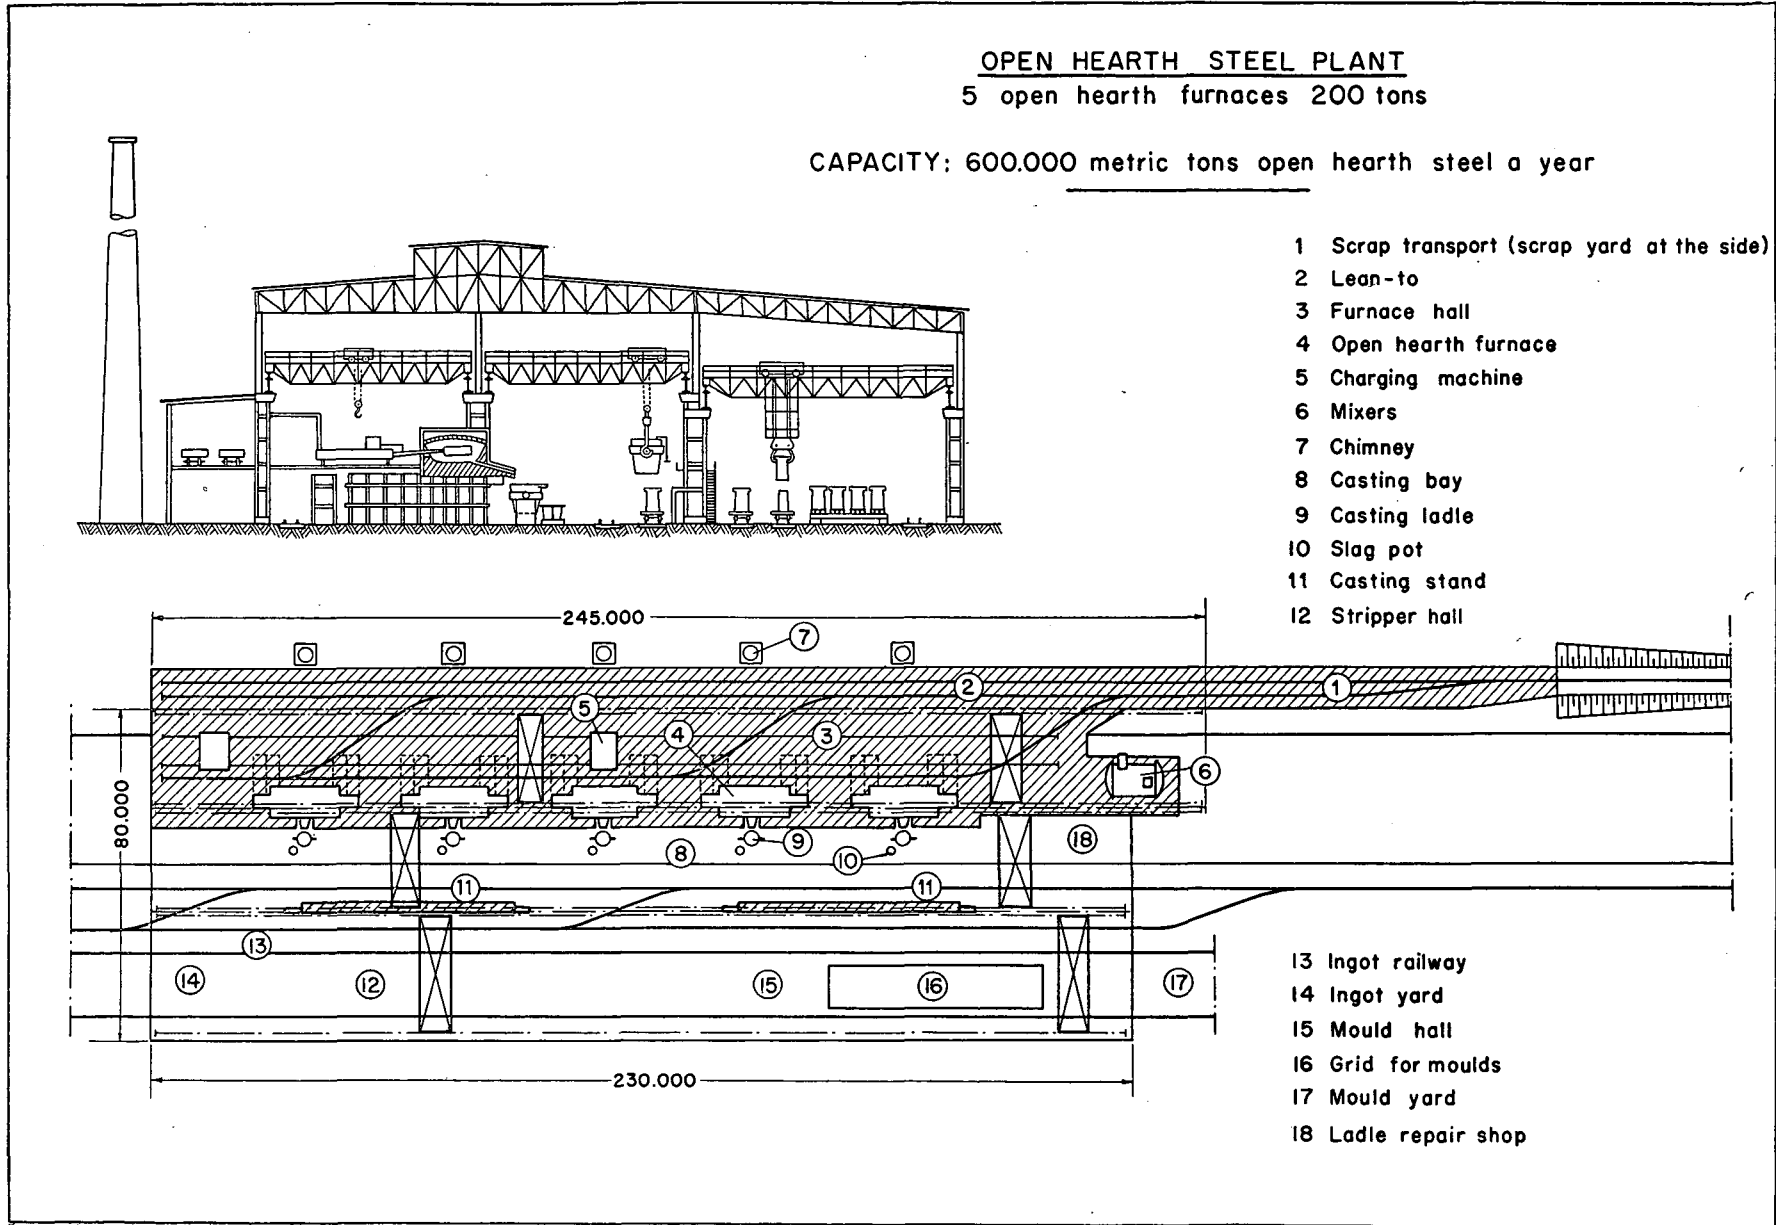 OPEN HEARTH STEEL PLANT
5 open hearth furnaces 200 tons
CAPACITY: 600.000 metric tons open hearth steel a year
1 Scrap transport (scrap yard at the side)
2 Lean-to
3 Furnace hall
4 Open hearth furnace
5 Charging machine
6 Mixers
7 Chimney
8 Casting bay
9 Casting ladle
10 Slag pot
11 Casting stand
12 Stripper hall
245.000
7
2
1
5
4
3
6
80.000
9
18
8
10
11
11
13
14
12
15
16
17
230.000
13 Ingot railway
14 Ingot yard
15 Mould hall
16 Grid for moulds
17 Mould yard
18 Ladle repair shop